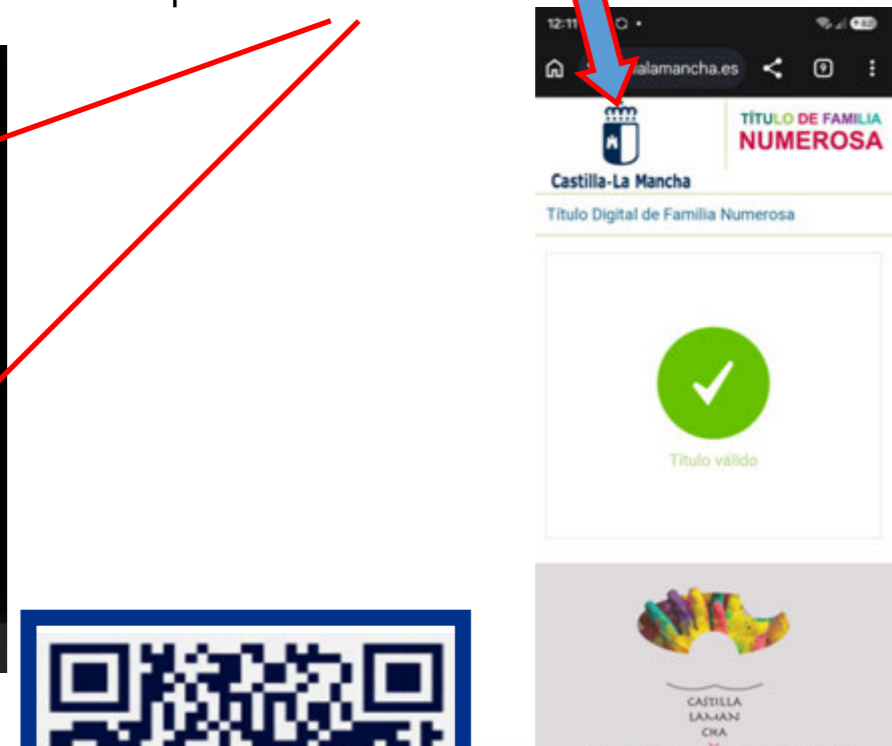 12:11
alamancha.es
9
TÍTULO DE FAMILIA
NUMEROSA
Castilla-La Mancha
Título Digital de Familia Numerosa
Título válido
CASTILLA
LAMAN
CHA